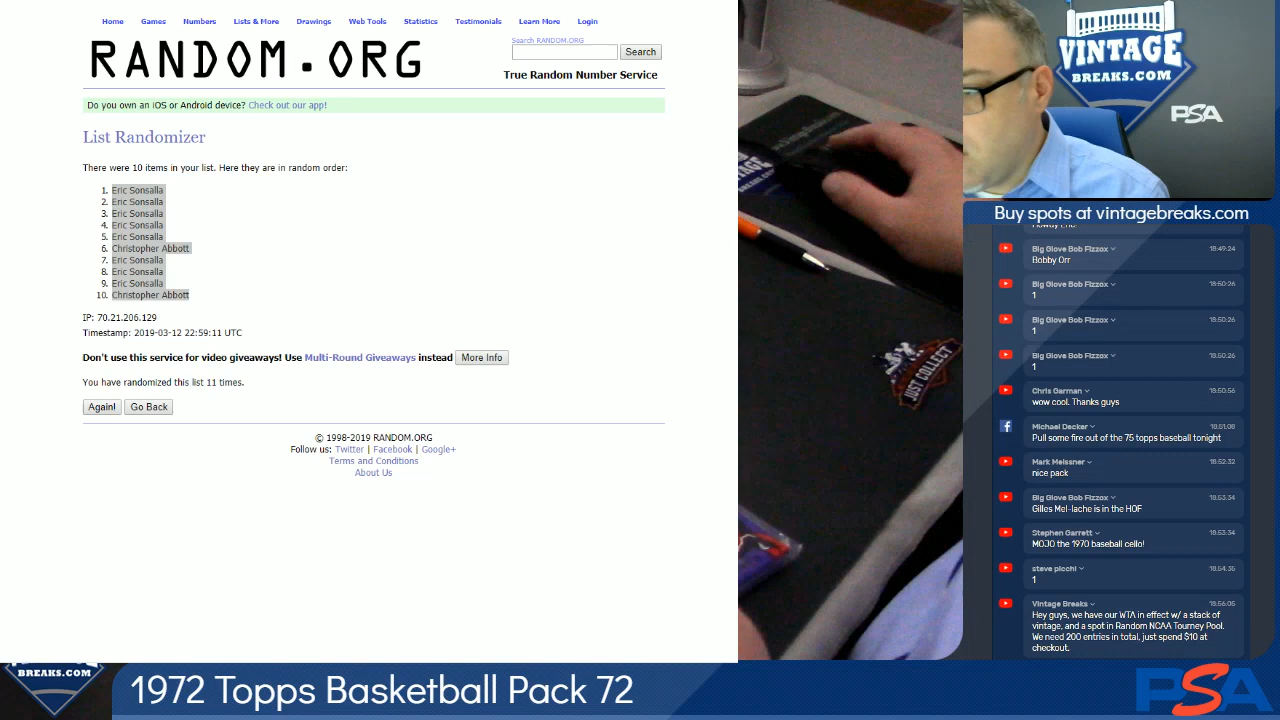 Home Games Numbers Lists & More Drawings Web Tools Statistics Testimonials Learn More Login
RANDOM.ORG
Search RANDOM.ORG
Search
True Random Number Service
Do you own an iOS or Android device? Check out our app!
List Randomizer
There were 10 items in your list. Here they are in random order:
1. Eric Sonsalla
2. Eric Sonsalla
3. Eric Sonsalla
4. Eric Sonsalla
5. Eric Sonsalla
6. Christopher Abbott
7. Eric Sonsalla
8. Eric Sonsalla
9. Eric Sonsalla
10. Christopher Abbott
IP: 70.21.206.129
Timestamp: 2019-03-12 22:59:11 UTC
Don't use this service for video giveaways! Use Multi-Round Giveaways instead More Info
You have randomized this list 11 times.
Again! Go Back
© 1998-2019 RANDOM.ORG
Follow us: Twitter | Facebook | Google+
Terms and Conditions
About Us
VINTAGE
BREAKS
JUST COLLECT
VINTAGE
BREAKS.COM
PSA
Buy spots at vintagebreaks.com
Big Glove Bob Fizzox 18:49:24
Bobby Orr
Big Glove Bob Fizzox 18:50:26
1
Big Glove Bob Fizzox 18:50:26
1
Big Glove Bob Fizzox 18:50:26
1
Chris Garman 18:50:56
wow cool. Thanks guys
Michael Decker 18:51:08
Pull some fire out of the 75 topps baseball tonight
Mark Meissner 18:52:32
nice pack
Big Glove Bob Fizzox 18:53:34
Gilles Mel-lache is in the HOF
Stephen Garrett 18:53:34
MOJO the 1970 baseball cello!
steve picchi 18:54:35
1
Vintage Breaks 18:56:05
Hey guys, we have our WTA in effect w/ a stack of
vintage, and a spot in Random NCAA Tourney Pool.
We need 200 entries in total, just spend $10 at
checkout.
BREAKS.COM
1972 Topps Basketball Pack 72
PSA